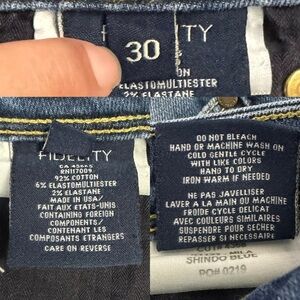 FIDELITY
30
ON
ELASTOMULTIESTER
2% ELASTANE
FIDELITY
92% COTTON
6% ELASTOMULTIESTER
2% ELASTANE
MADE IN USA/
FAIT AUX ETATS-UNIS
CONTAINING FOREIGN
COMPONENTS/
CONTENANT LES
COMPOSANTS ETRANGERS
CARE ON REVERSE
DO NOT BLEACH
HAND OR MACHINE WASH ON
COLD GENTLE CYCLE
WITH LIKE COLORS
HANG TO DRY
IRON WARM IF NEEDED
NE PAS JAVELLISER
LAVER A LA MAIN OU MACHINE
FROIDE CYCLE DELICAT
AVEC COULEURS SIMILAIRES
SUSPENDRE POUR SECHER
REPASSER SI NECESSAIRE
SHINDO BLUE
PO# 0219